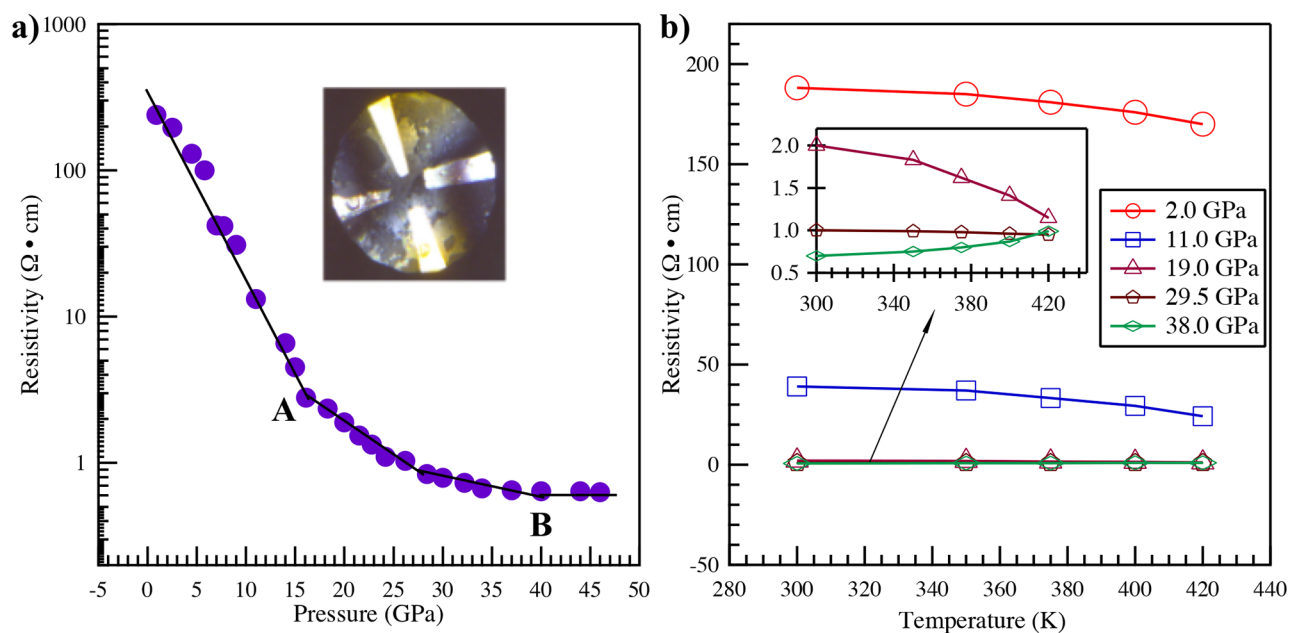 a)
1000
100
10
1
Resistivity (Ω • cm)
A
B
-5 0 5 10 15 20 25 30 35 40 45 50
Pressure (GPa)
b)
200
150
100
50
0
-50
Resistivity (Ω • cm)
2.0
1.5
1.0
0.5
300 340 380 420
2.0 GPa
11.0 GPa
19.0 GPa
29.5 GPa
38.0 GPa
280 300 320 340 360 380 400 420 440
Temperature (K)